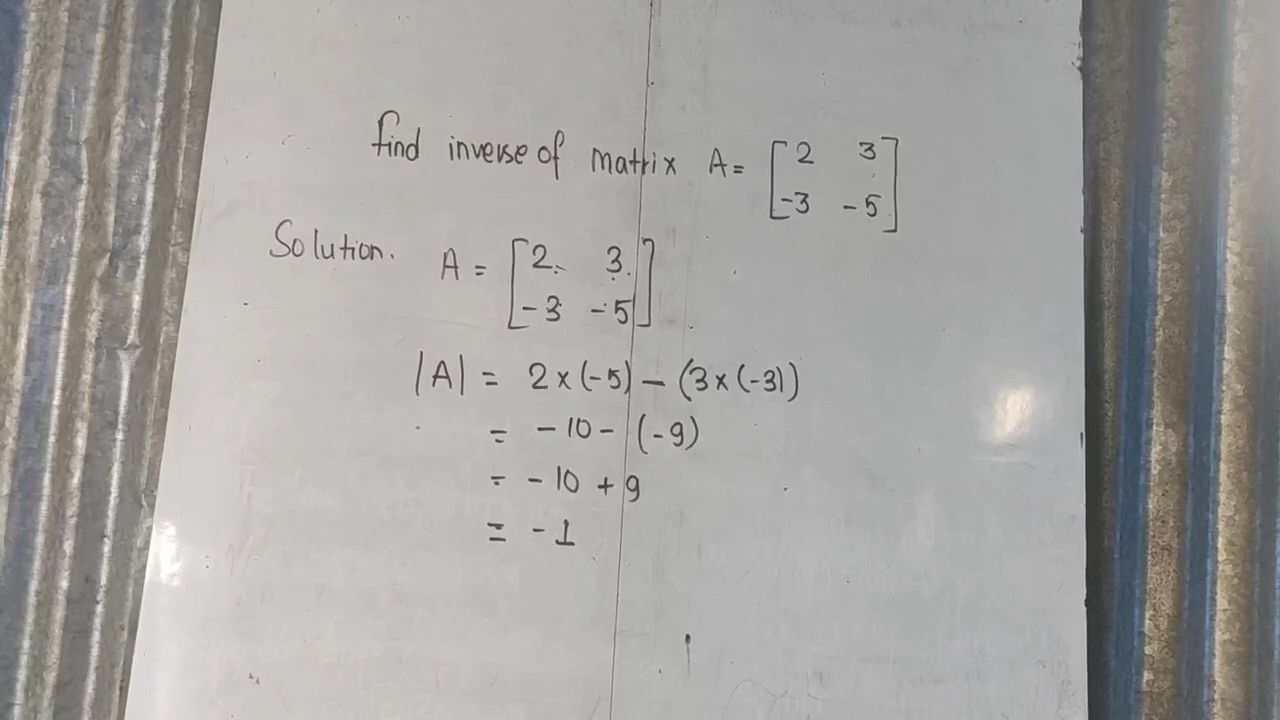 find inverse of matrix A = [2 3
-3 -5]
Solution. A = [2 3
-3 -5]
|A| = 2×(-5) - (3×(-3))
= -10 - (-9)
= -10 + 9
= -1